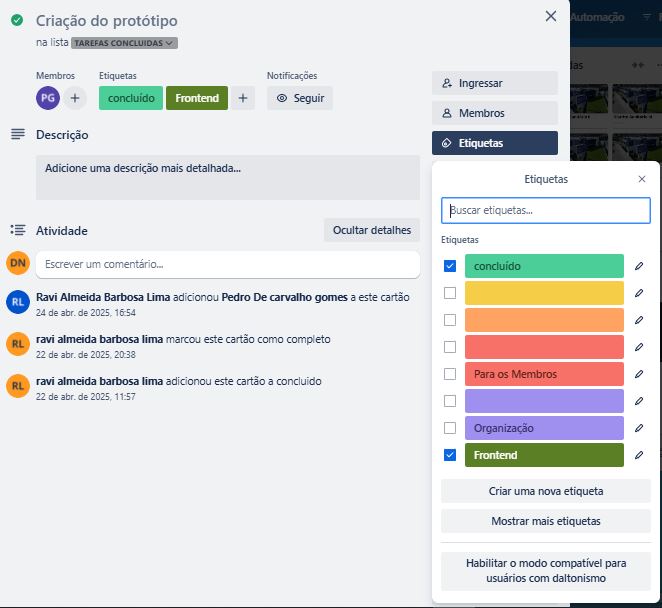 Criação do protótipo
Automação
na lista TAREFAS CONCLUIDAS
das
Membros
Etiquetas
Notificações
PG
+
concluído
Frontend
+
Seguir
Ingressar
Membros
Etiquetas
Descrição
Adicione uma descrição mais detalhada...
Atividade
Ocultar detalhes
DN
Escrever um comentário...
RL
Ravi Almeida Barbosa Lima adicionou Pedro De carvalho gomes a este cartão
24 de abr. de 2025, 16:54
RL
ravi almeida barbosa lima marcou este cartão como completo
22 de abr. de 2025, 20:38
RL
ravi almeida barbosa lima adicionou este cartão a concluido
22 de abr. de 2025, 11:57
Etiquetas
Buscar etiquetas...
Etiquetas
concluído
Para os Membros
Organização
Frontend
Criar uma nova etiqueta
Mostrar mais etiquetas
Habilitar o modo compatível para
usuários com daltonismo